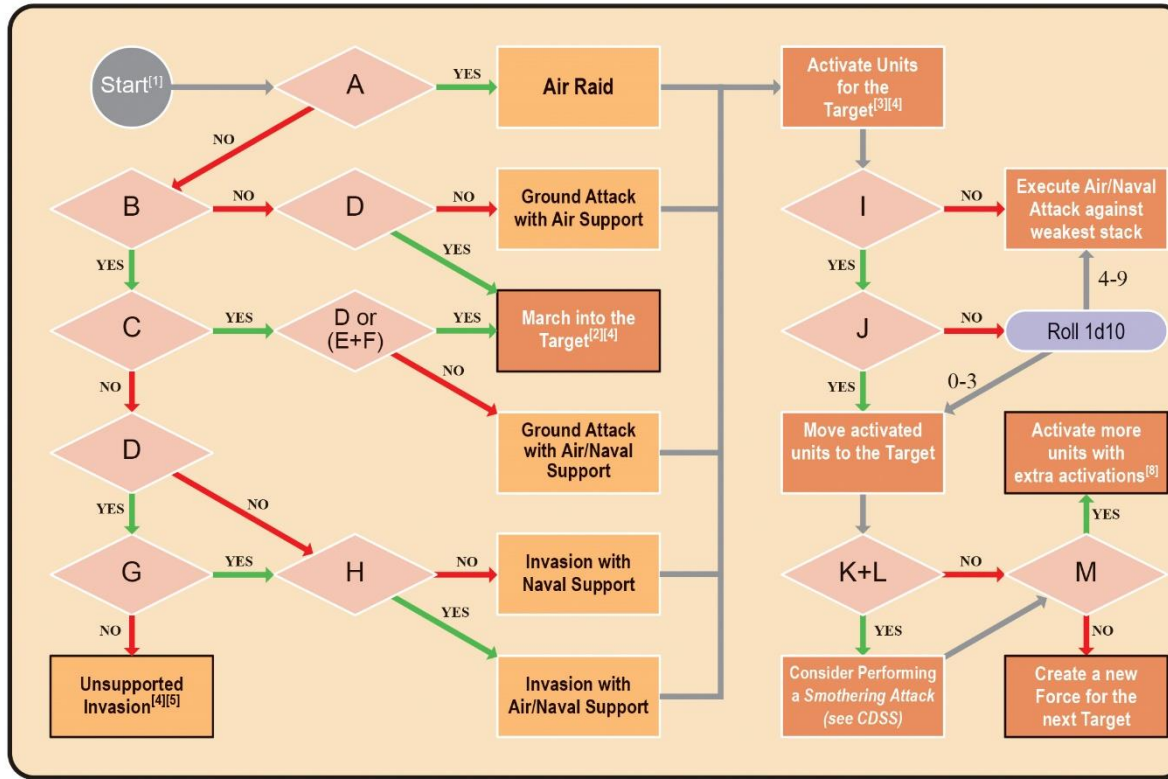 Start[1]
A
YES
Air Raid
Activate Units
for the
Target[3][4]
NO
B
NO
D
NO
Ground Attack
with Air Support
I
NO
Execute Air/Naval
Attack against
weakest stack
YES
YES
YES
4-9
C
YES
D or
(E+F)
YES
March into the
Target[2][4]
J
NO
Roll 1d10
NO
NO
YES
0-3
D
Ground Attack
with Air/Naval
Support
Move activated
units to the Target
Activate more
units with
extra activations[8]
YES
NO
YES
G
YES
H
NO
Invasion with
Naval Support
K+L
NO
M
NO
YES
YES
NO
Unsupported
Invasion[4][5]
Invasion with
Air/Naval Support
Consider Performing
a Smothering Attack
(see CDSS)
Create a new
Force for the
next Target